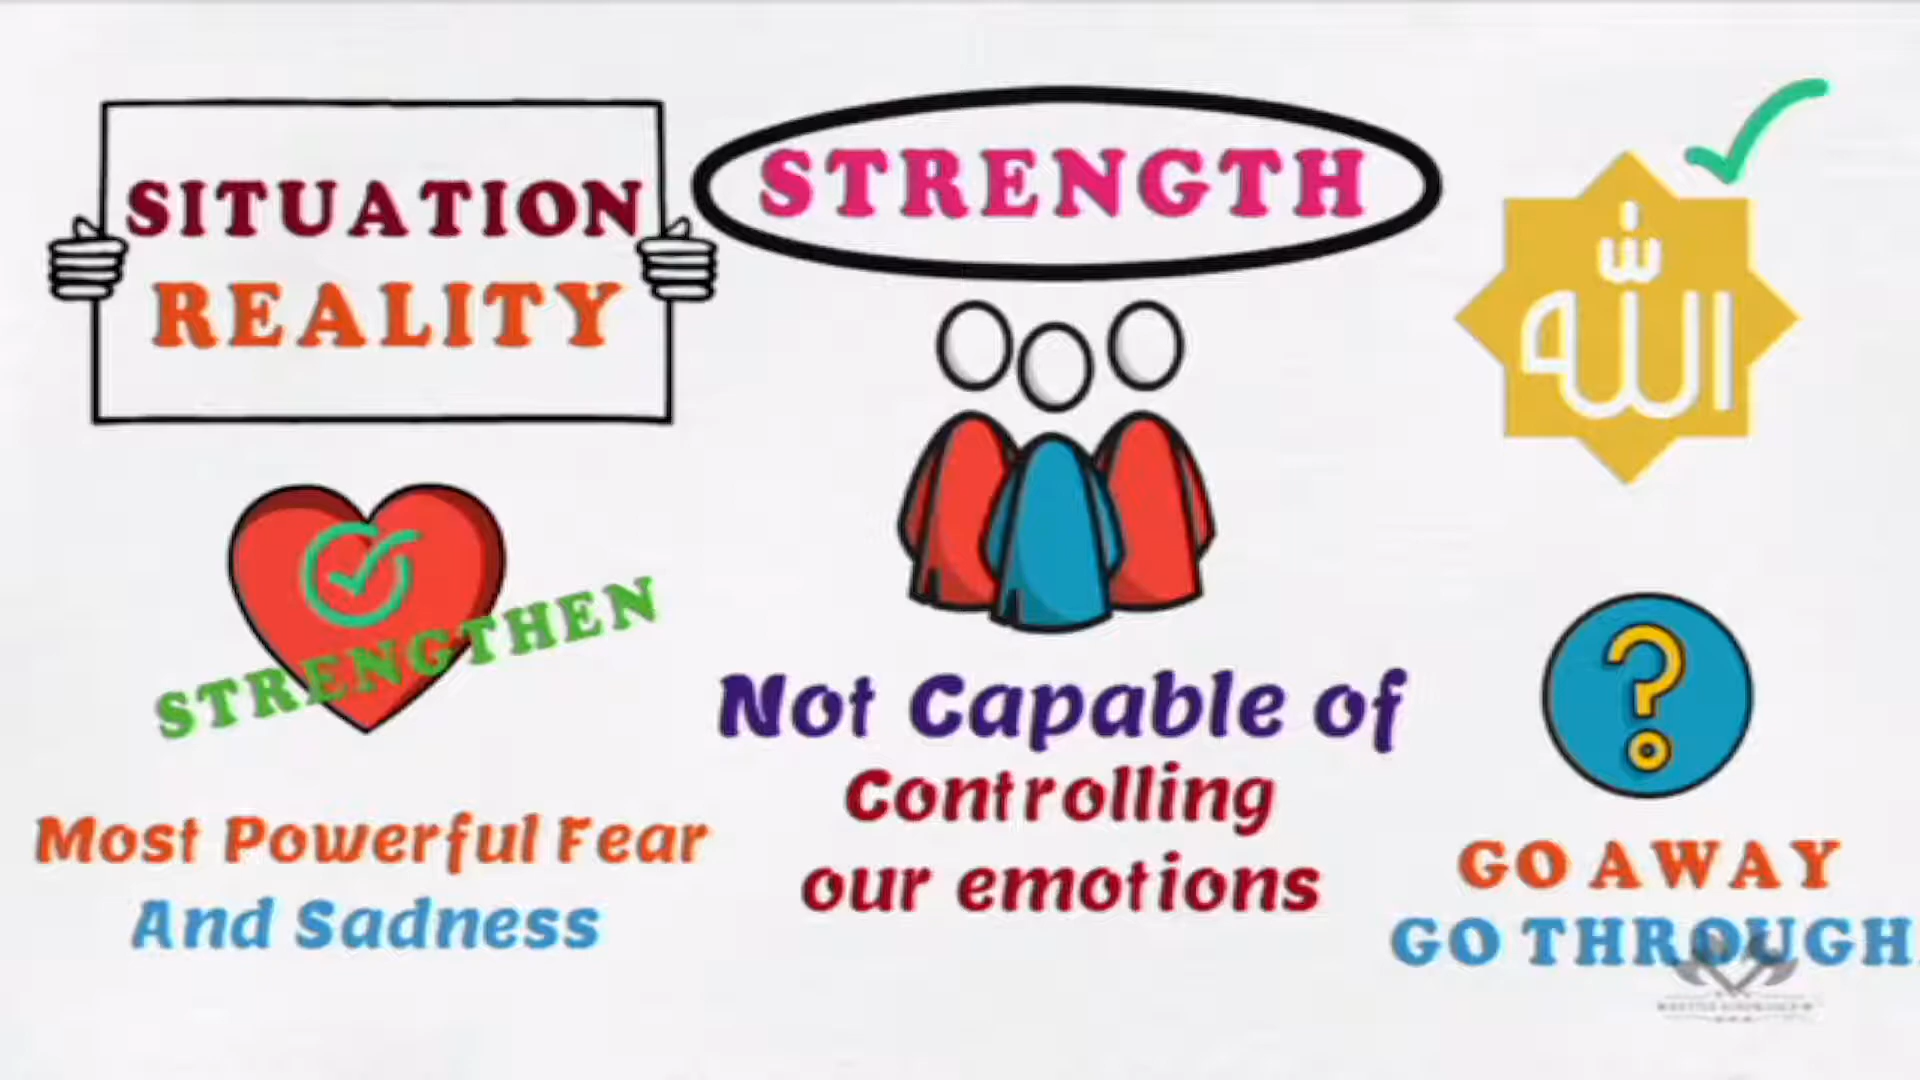 SITUATION
REALITY
STRENGTH
الله
STRENGTHEN
Most Powerful Fear
And Sadness
Not Capable of
Controlling
our emotions
?
GO AWAY
GO THROUGH